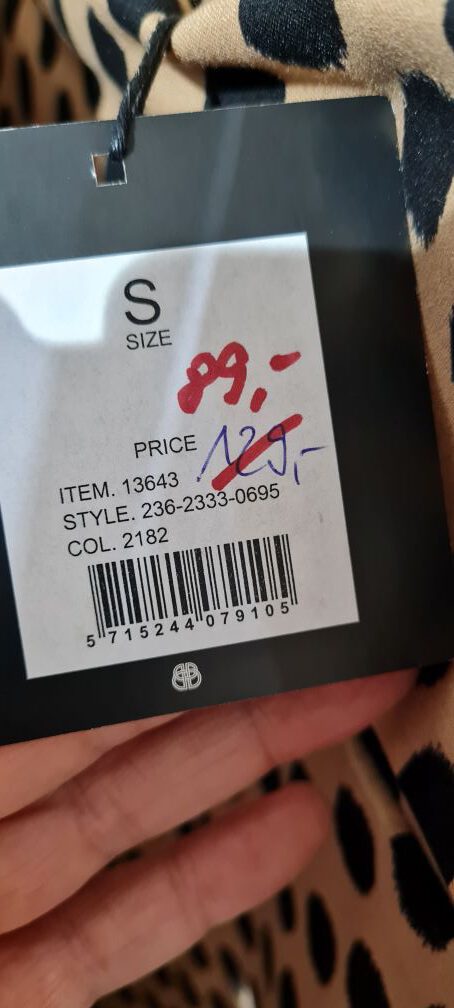 S
SIZE
89,-
PRICE 129,-
ITEM. 13643
STYLE. 236-2333-0695
COL. 2182
5 715244 079105